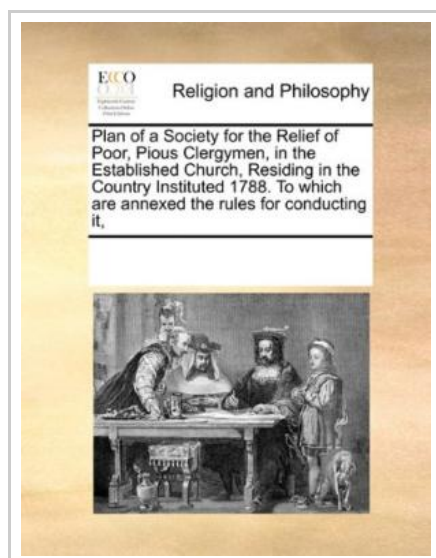 ECCO
Religion and Philosophy
Plan of a Society for the Relief of
Poor, Pious Clergymen, in the
Established Church, Residing in the
Country Instituted 1788. To which
are annexed the rules for conducting
it,